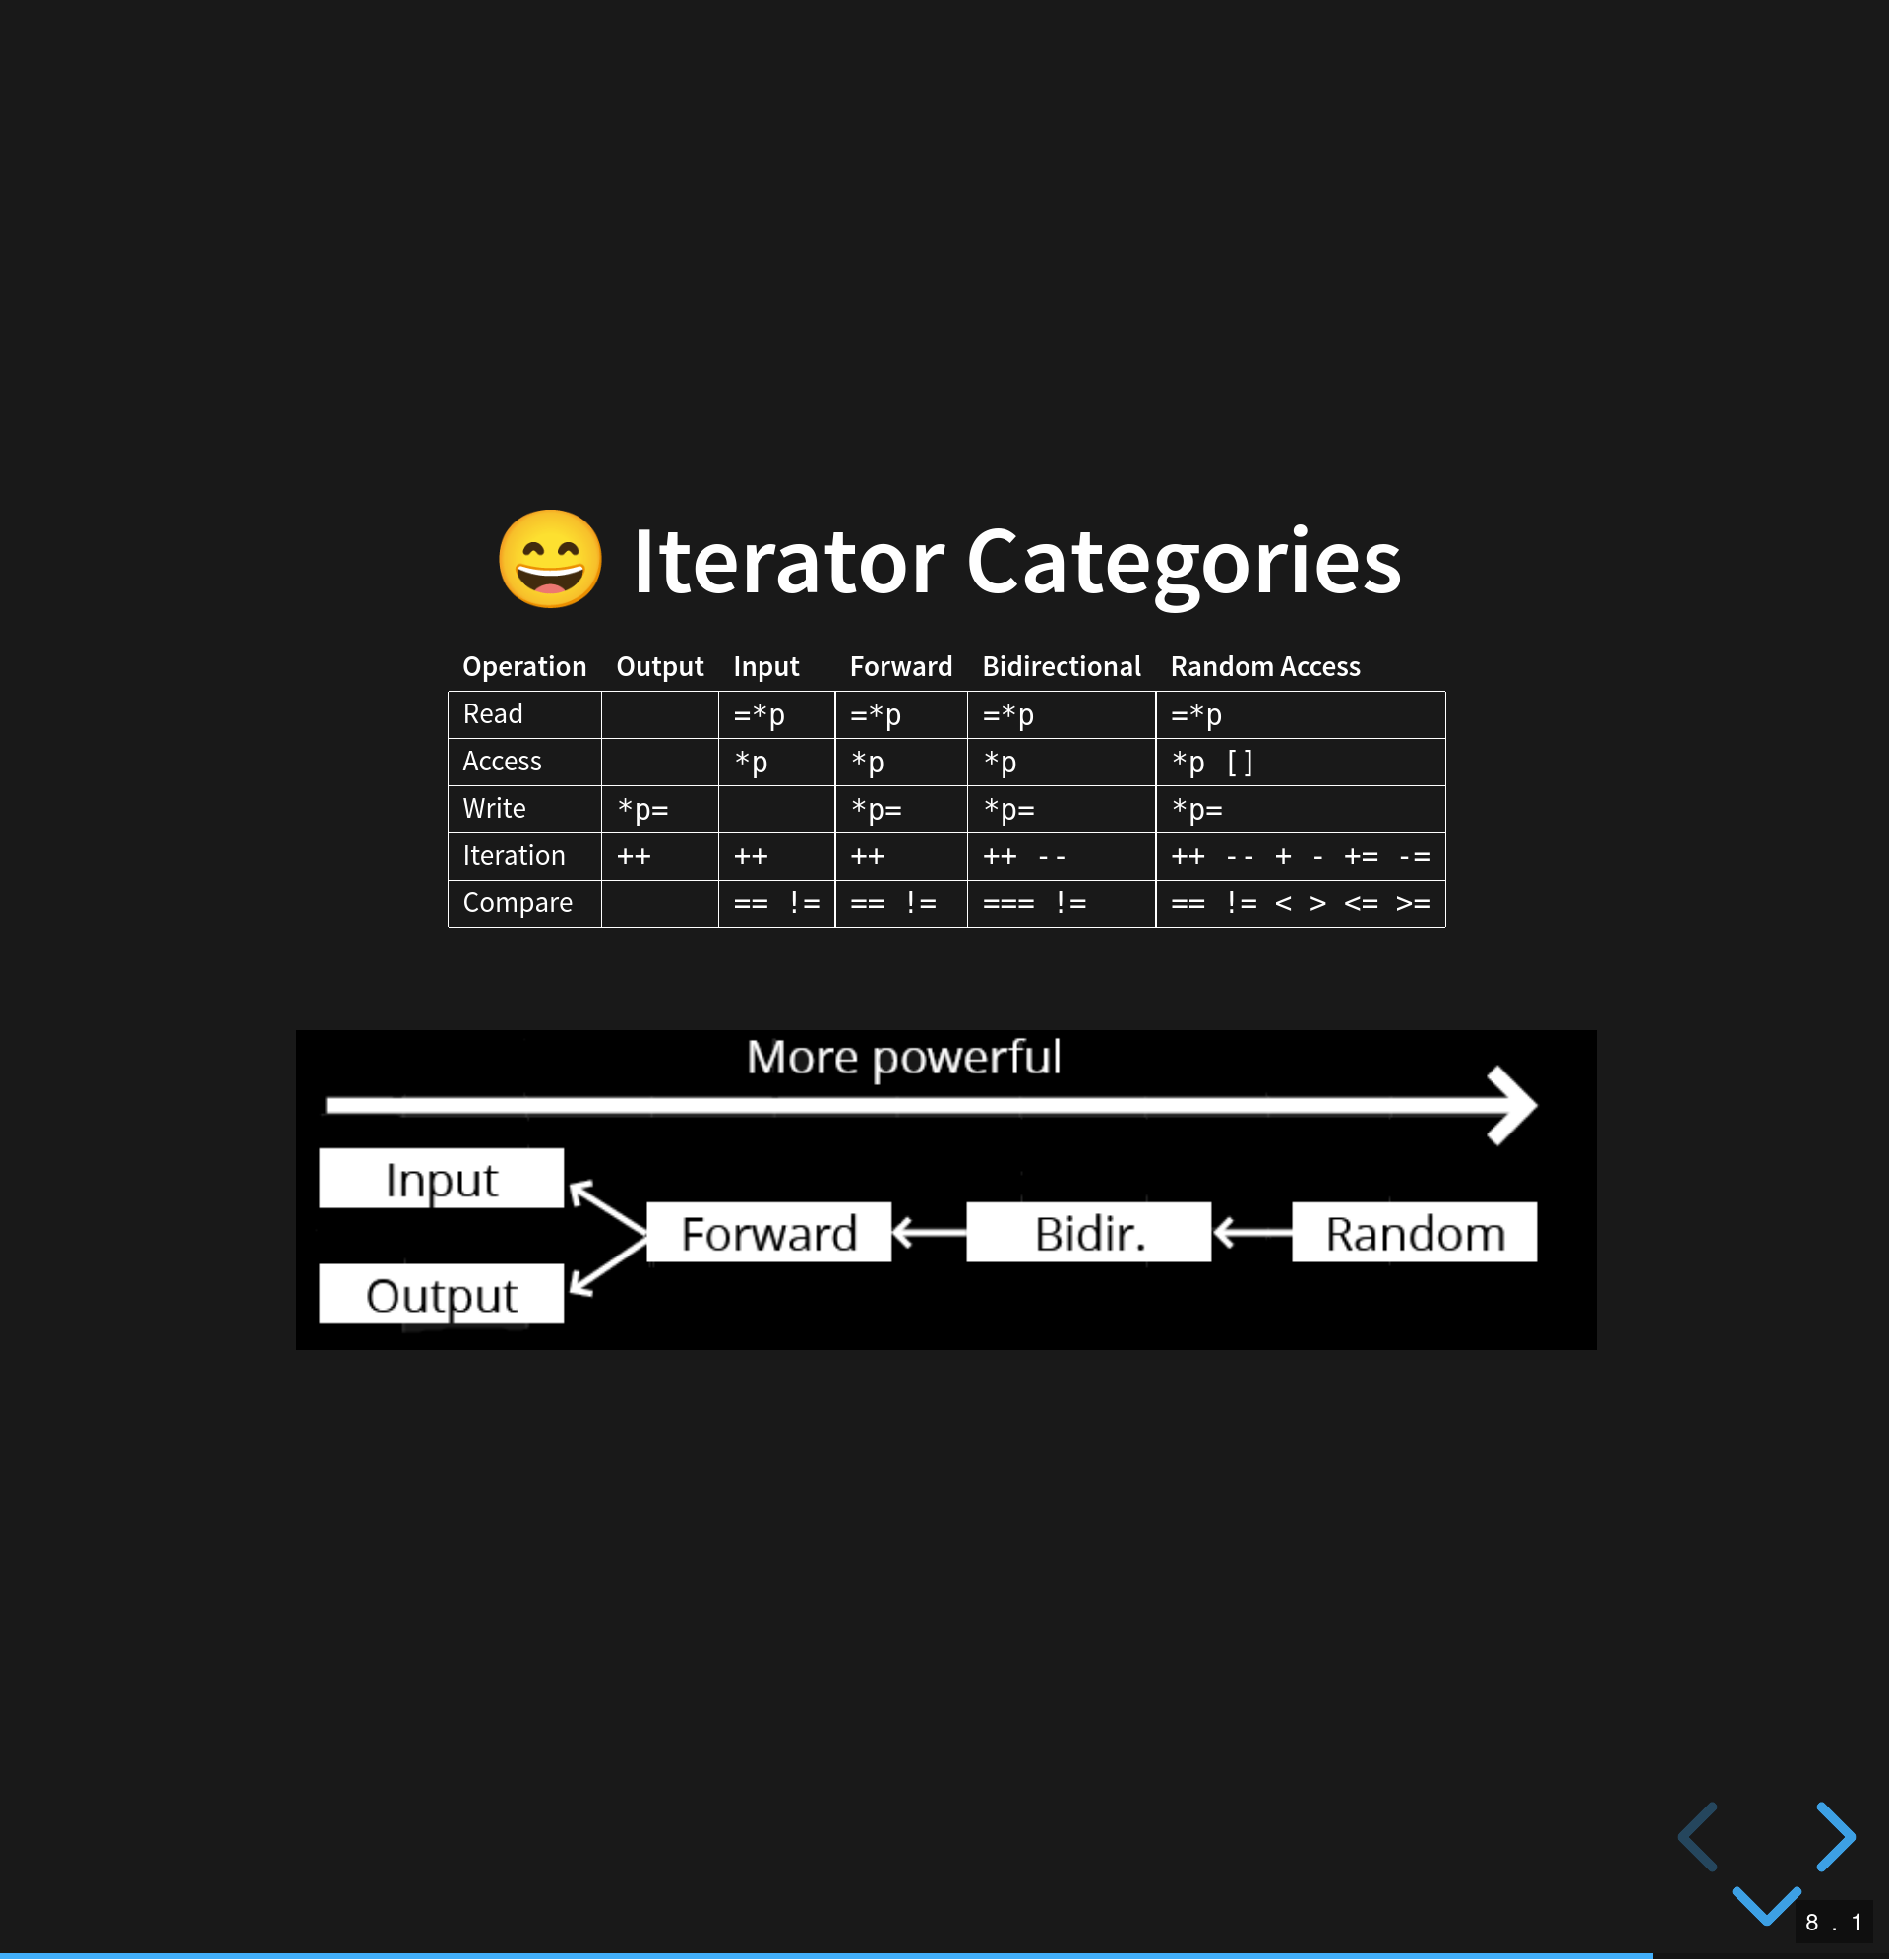 😄 Iterator Categories
Operation Output Input Forward Bidirectional Random Access
Read =*p =*p =*p =*p
Access *p *p *p *p []
Write *p= *p= *p= *p=
Iteration ++ ++ ++ ++ -- ++ -- + - += -=
Compare == != == != === != == != < > <= >=
More powerful
Input
Forward Bidir. Random
Output
8 . 1